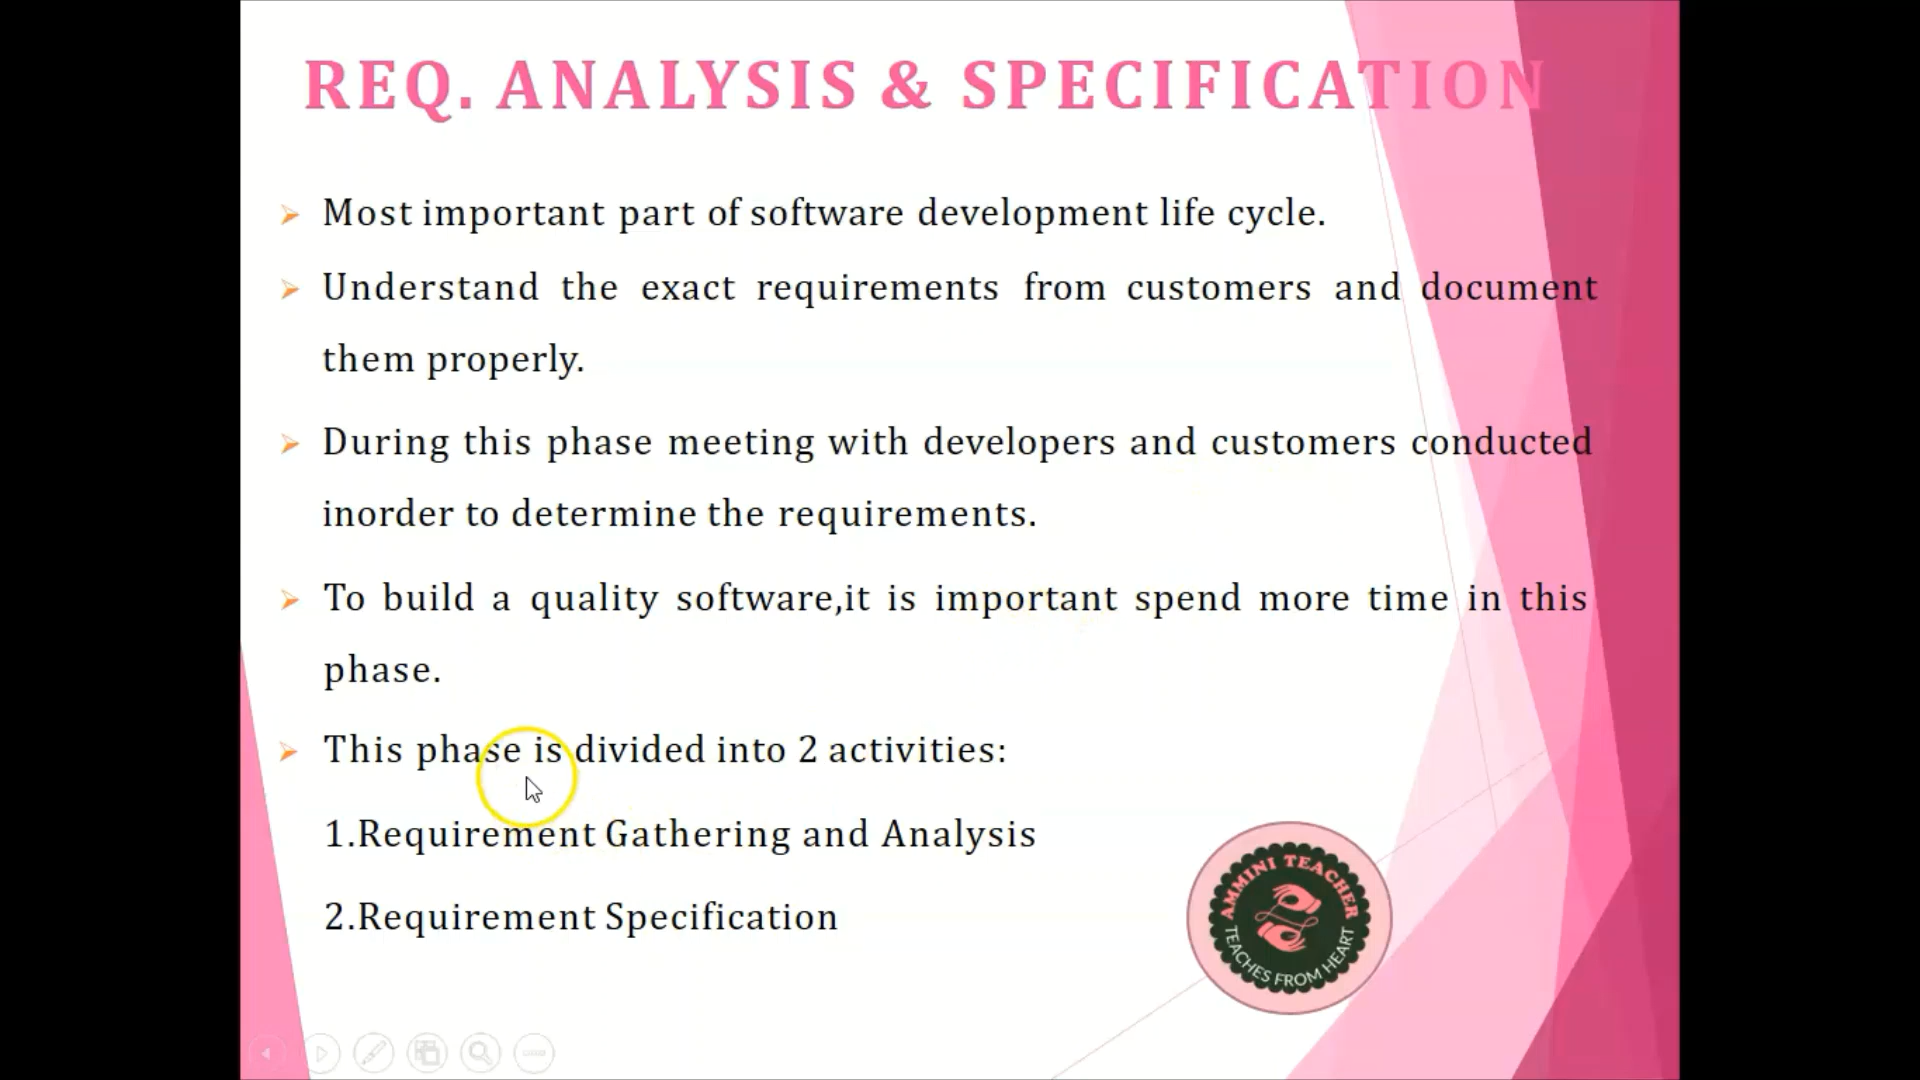 REQ. ANALYSIS & SPECIFICATION
Most important part of software development life cycle.
Understand the exact requirements from customers and document
them properly.
During this phase meeting with developers and customers conducted
inorder to determine the requirements.
To build a quality software,it is important spend more time in this
phase.
This phase is divided into 2 activities:
1.Requirement Gathering and Analysis
2.Requirement Specification
AMMINI TEACHER
TEACHES FROM HEART